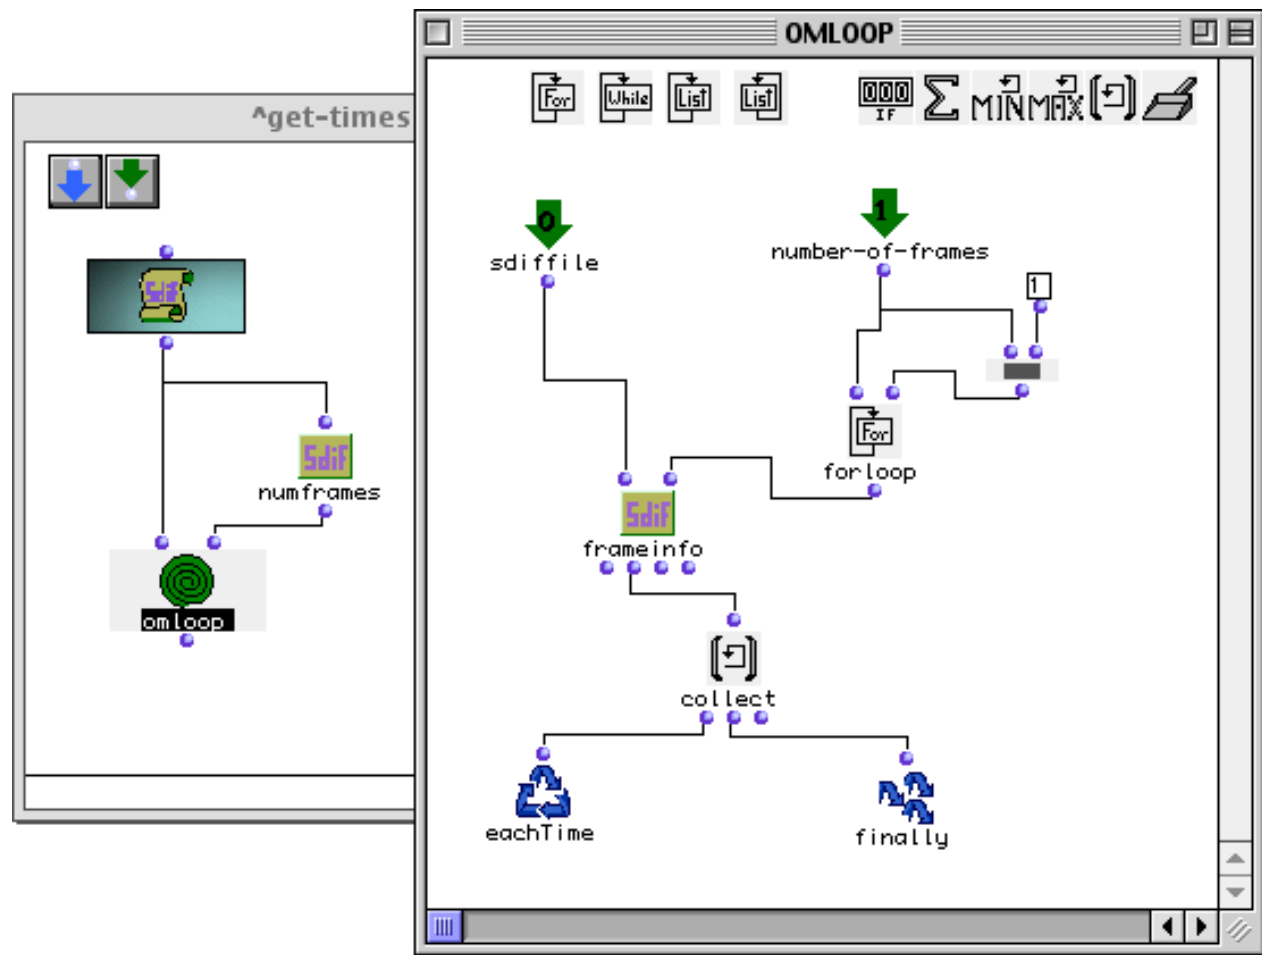 OMLOOP
^get-times
For
While
List
List
000
IF
Σ
MIN
MAX
0
sdiffile
1
number-of-frames
1
Sdif
Sdif
numframes
omloop
For
forloop
Sdif
frameinfo
collect
eachTime
finally